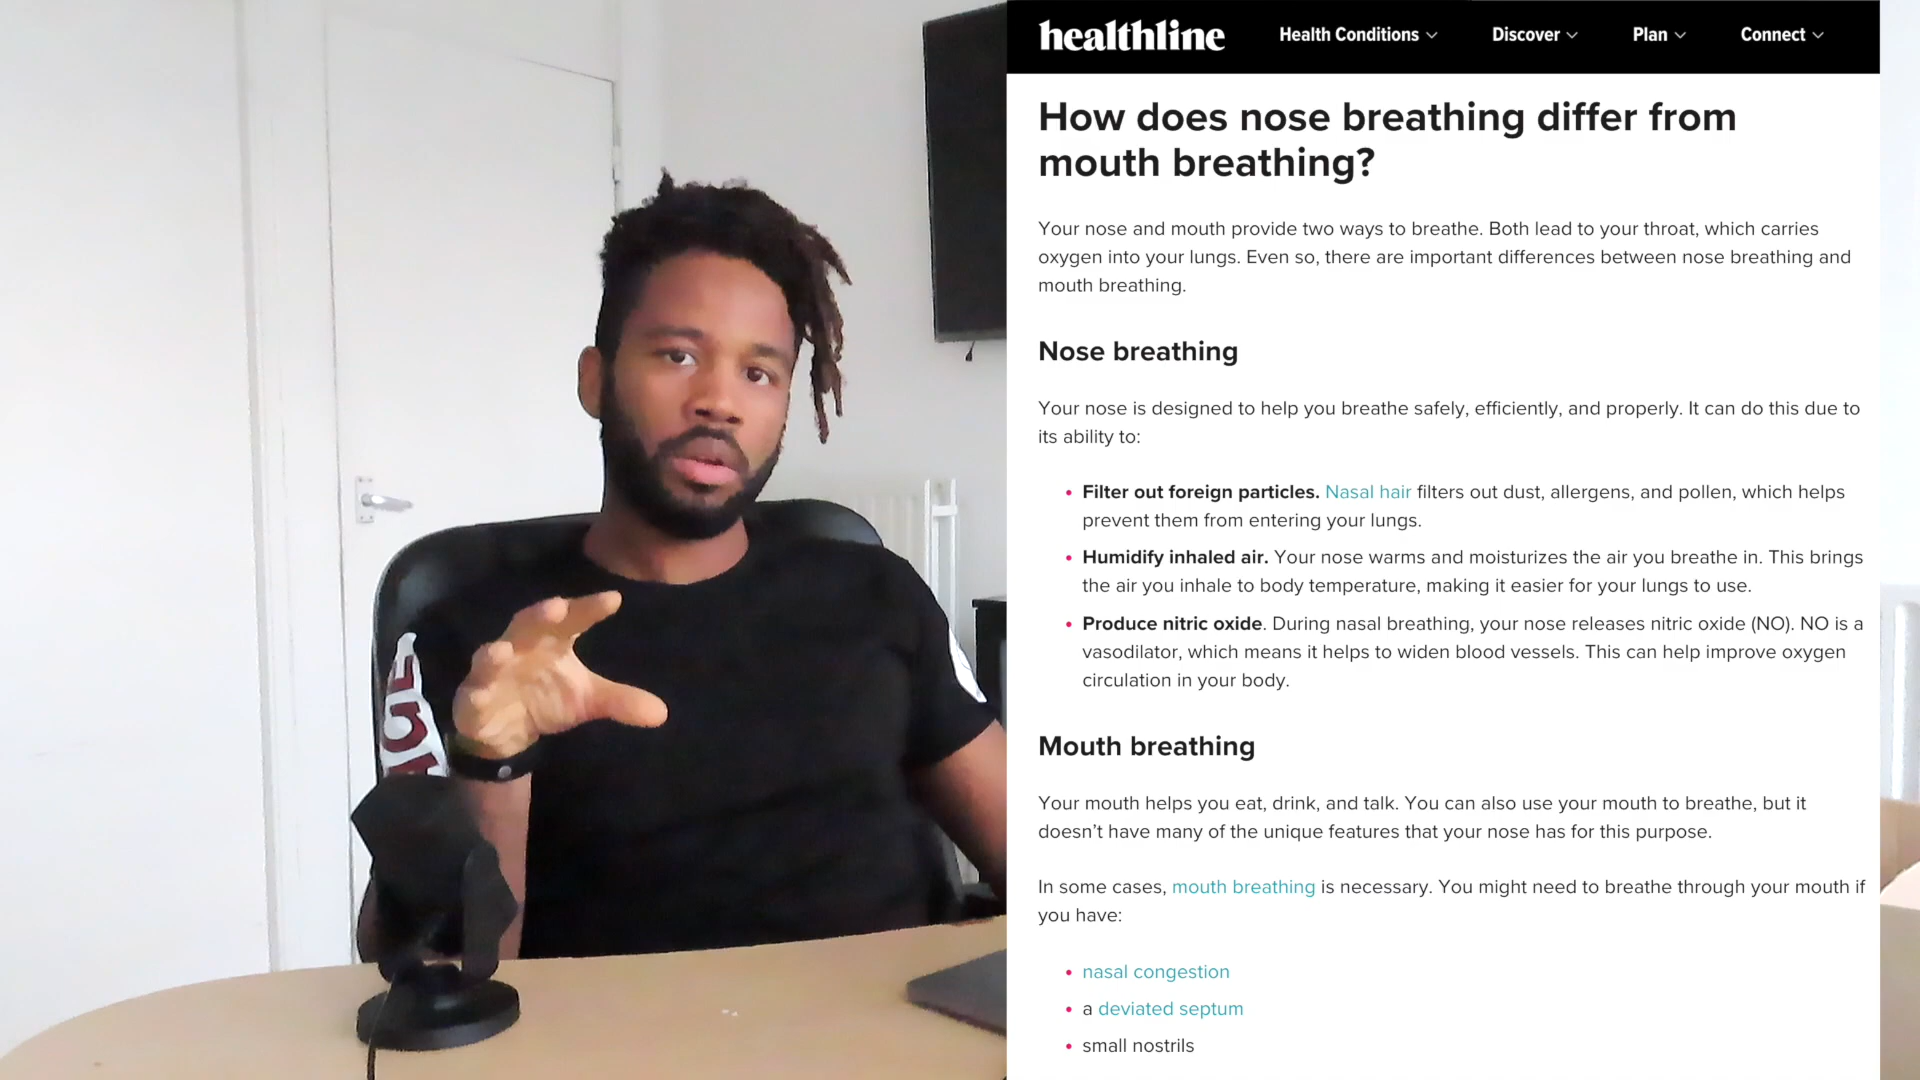 healthline
Health Conditions
Discover
Plan
Connect
How does nose breathing differ from
mouth breathing?
Your nose and mouth provide two ways to breathe. Both lead to your throat, which carries
oxygen into your lungs. Even so, there are important differences between nose breathing and
mouth breathing.
Nose breathing
Your nose is designed to help you breathe safely, efficiently, and properly. It can do this due to
its ability to:
• Filter out foreign particles. Nasal hair filters out dust, allergens, and pollen, which helps
prevent them from entering your lungs.
• Humidify inhaled air. Your nose warms and moisturizes the air you breathe in. This brings
the air you inhale to body temperature, making it easier for your lungs to use.
• Produce nitric oxide. During nasal breathing, your nose releases nitric oxide (NO). NO is a
vasodilator, which means it helps to widen blood vessels. This can help improve oxygen
circulation in your body.
Mouth breathing
Your mouth helps you eat, drink, and talk. You can also use your mouth to breathe, but it
doesn’t have many of the unique features that your nose has for this purpose.
In some cases, mouth breathing is necessary. You might need to breathe through your mouth if
you have:
• nasal congestion
• a deviated septum
• small nostrils